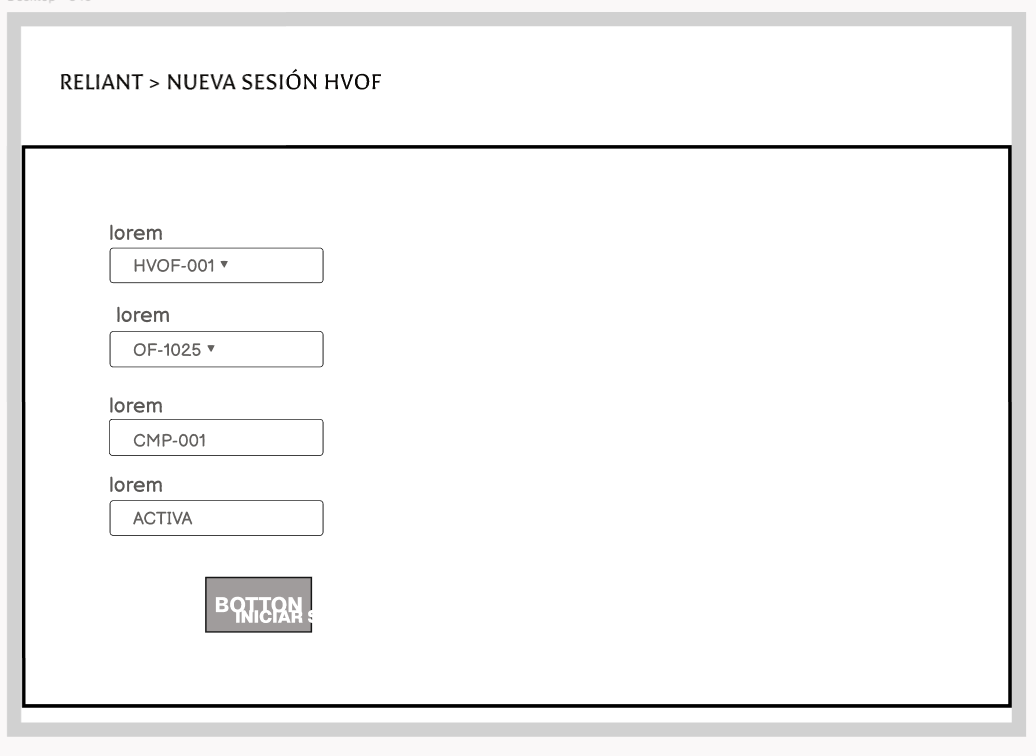 RELIANT > NUEVA SESIÓN HVOF
lorem
HVOF-001 ▼
lorem
OF-1025 ▼
lorem
CMP-001
lorem
ACTIVA
BOTTON
INICIAR S